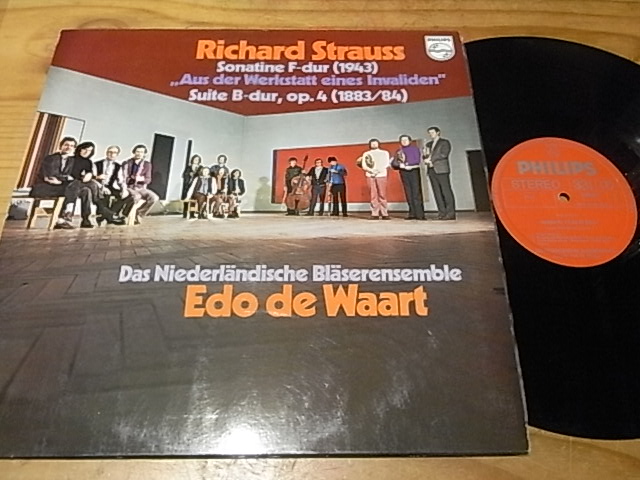 Richard Strauss
PHILIPS
Sonatine F-dur (1943)
„Aus der Werkstatt eines Invaliden"
Suite B-dur, op. 4 (1883/84)
Das Niederländische Bläserensemble
Edo de Waart
PHILIPS
STEREO